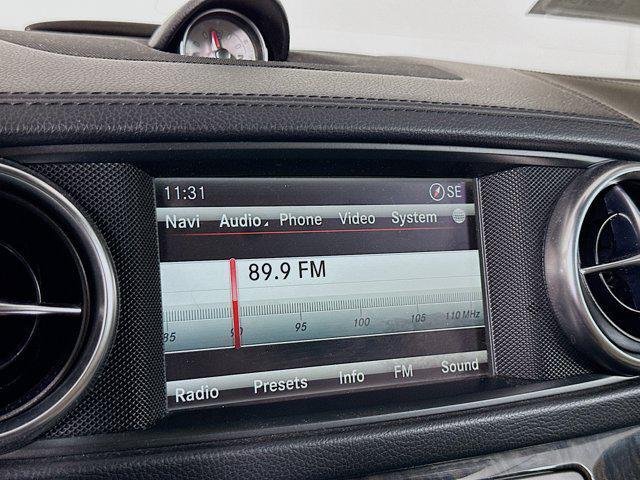 11:31 SE
Navi Audio Phone Video System
89.9 FM
85 90 95 100 105 110 MHz
Radio Presets Info FM Sound